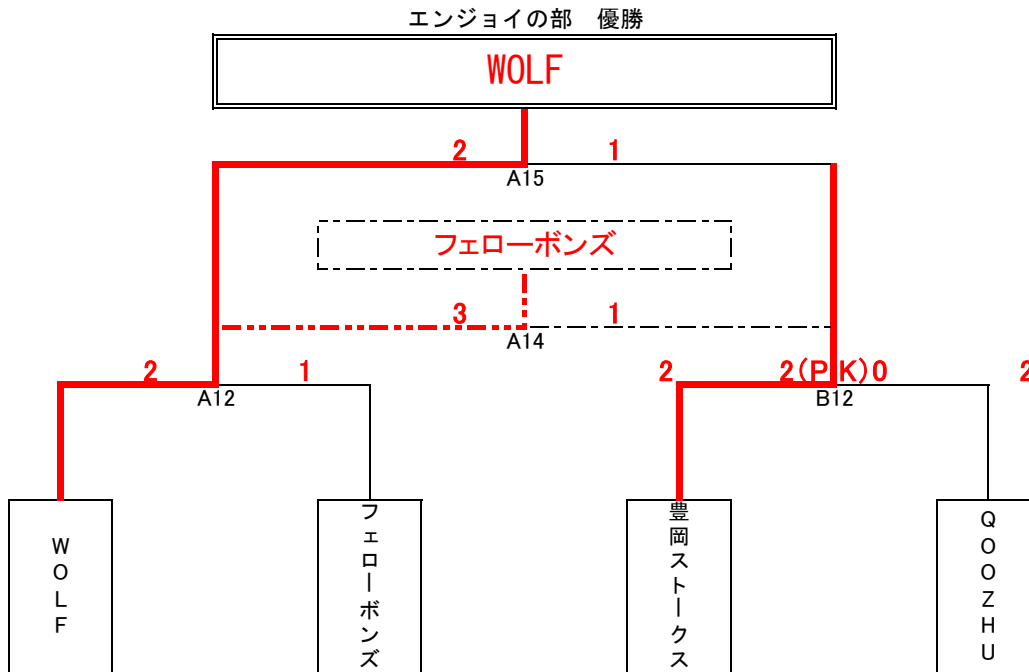 エンジョイの部　優勝
WOLF
2 1
A15
フェローボンズ
3 1
A14
2 1 2 2(PK)0 2
A12 B12
WOLF
フェローボンズ
豊岡ストークス
QOOZHU